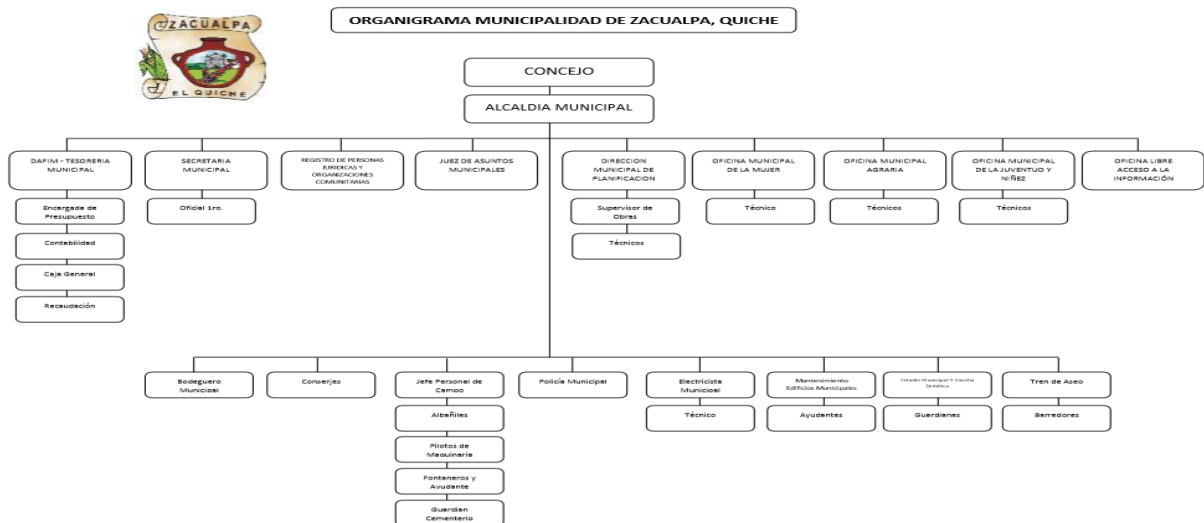 ORGANIGRAMA MUNICIPALIDAD DE ZACUALPA, QUICHE
ZACUALPA
EL QUICHE
CONCEJO
ALCALDIA MUNICIPAL
DAFIM - TESORERIA
MUNICIPAL
SECRETARIA
MUNICIPAL
REGISTRO DE PERSONAS
JURIDICAS Y
ORGANIZACIONES
COMUNITARIAS
JUEZ DE ASUNTOS
MUNICIPALES
DIRECCION
MUNICIPAL DE
PLANIFICACION
OFICINA MUNICIPAL
DE LA MUJER
OFICINA MUNICIPAL
AGRARIA
OFICINA MUNICIPAL
DE LA JUVENTUD Y
NIÑEZ
OFICINA LIBRE
ACCESO A LA
INFORMACIÓN
Encargada de
Presupuesto
Oficial 1ro.
Supervisor de
Obras
Técnico
Técnicos
Técnicos
Contabilidad
Técnicos
Caja General
Recaudación
Bodeguero
Municipal
Conserjes
Jefe Personal de
Campo
Policía Municipal
Electricista
Municipal
Mantenimiento
Edificios Municipales
Estadio Municipal Y Cancha
Sintética
Tren de Aseo
Albañiles
Técnico
Ayudantes
Guardianes
Barredores
Pilotos de
Maquinaria
Fontaneros y
Ayudante
Guardian
Cementerio